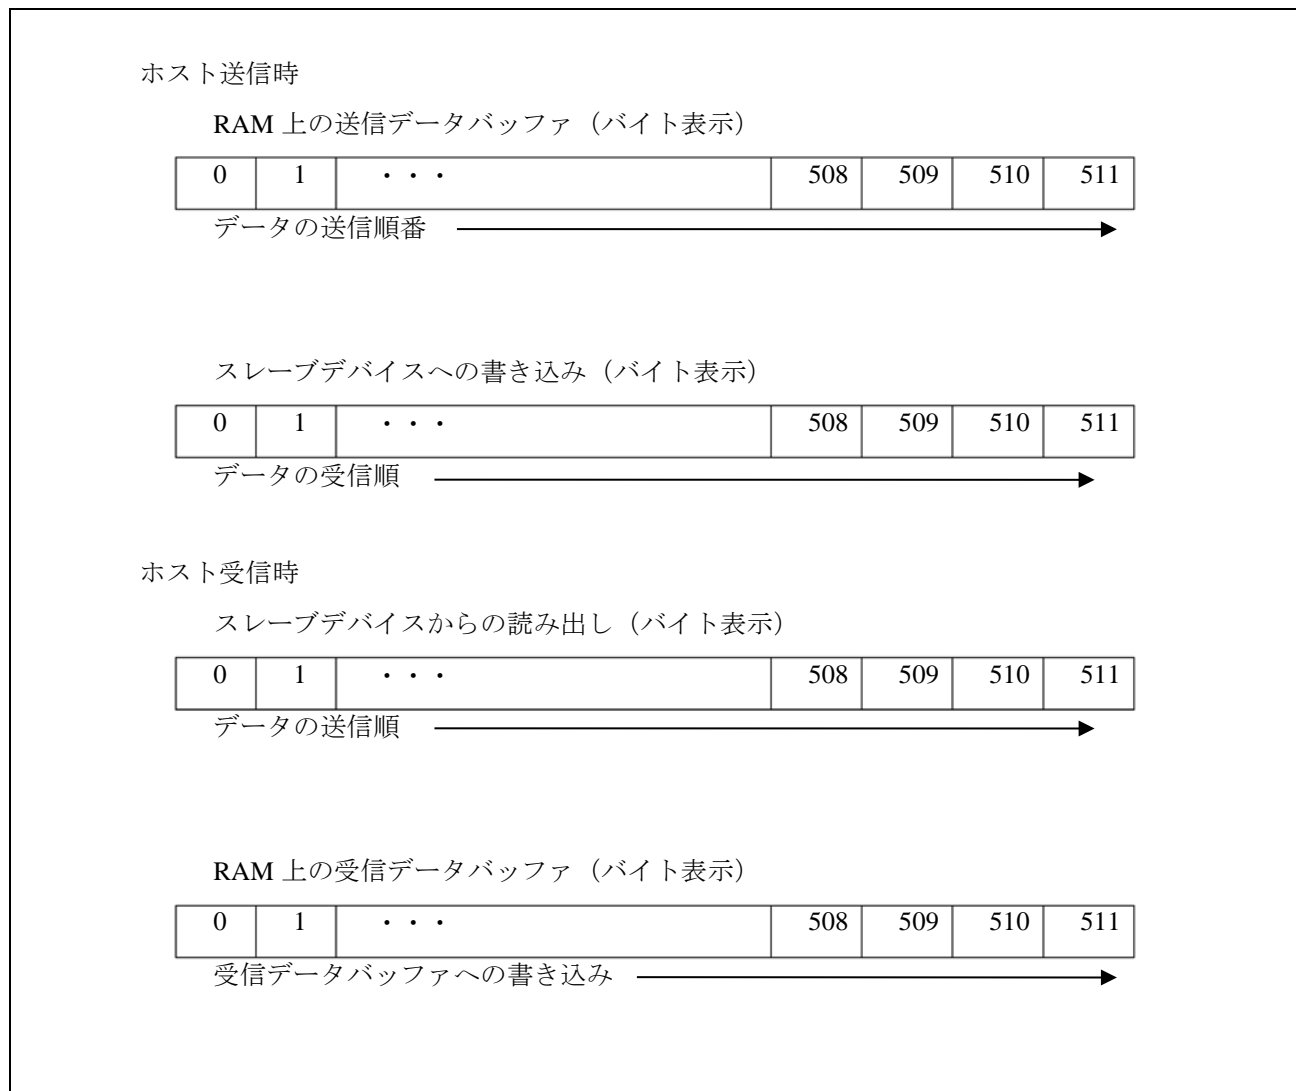 ホスト送信時
RAM 上の送信データバッファ（バイト表示）
0 1 ・・・ 508 509 510 511
データの送信順番
スレーブデバイスへの書き込み（バイト表示）
0 1 ・・・ 508 509 510 511
データの受信順
ホスト受信時
スレーブデバイスからの読み出し（バイト表示）
0 1 ・・・ 508 509 510 511
データの送信順
RAM 上の受信データバッファ（バイト表示）
0 1 ・・・ 508 509 510 511
受信データバッファへの書き込み